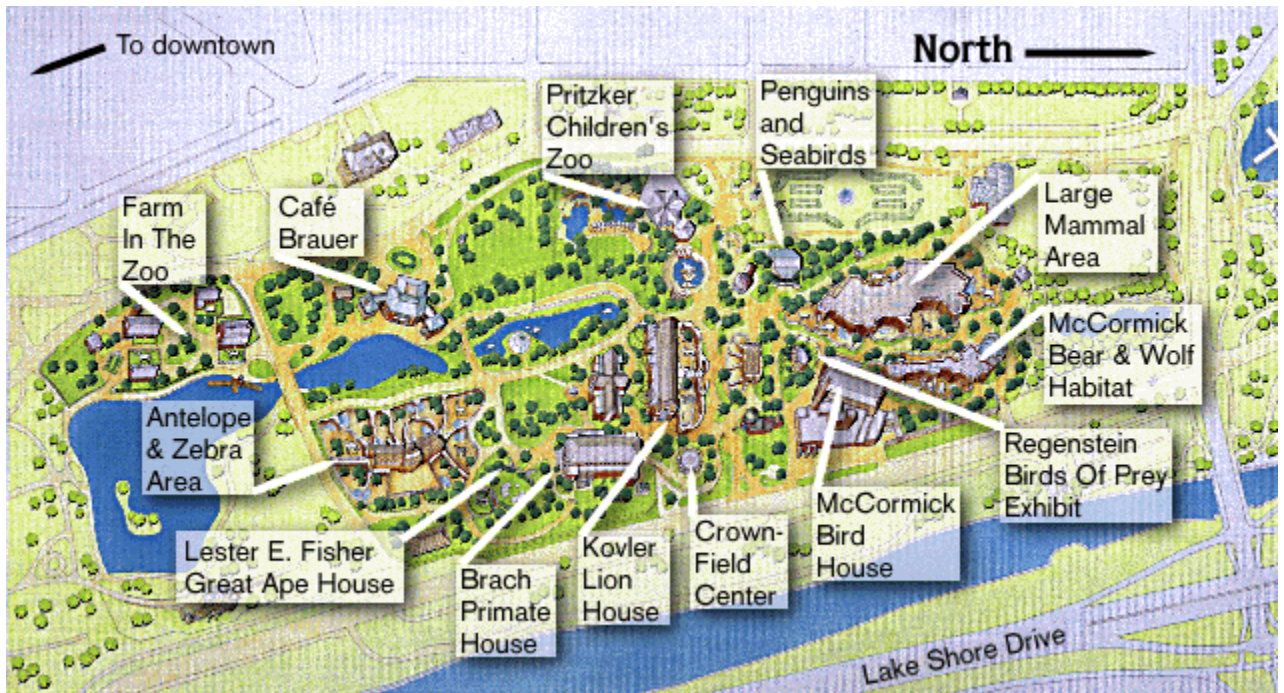 To downtown
North
Pritzker
Children's
Zoo
Penguins
and
Seabirds
Farm
In The
Zoo
Café
Brauer
Large
Mammal
Area
McCormick
Bear & Wolf
Habitat
Antelope
& Zebra
Area
Regenstein
Birds Of Prey
Exhibit
McCormick
Bird
House
Lester E. Fisher
Great Ape House
Brach
Primate
House
Kovler
Lion
House
Crown-
Field
Center
Lake Shore Drive